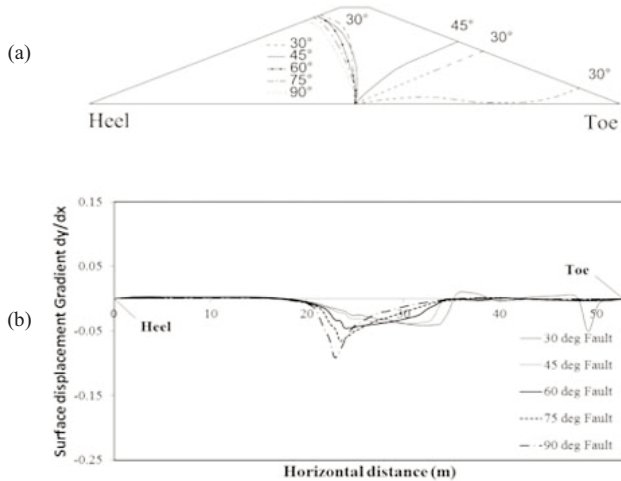 (a)
30°
45°
30°
30°
30°
45°
60°
75°
90°
Heel
Toe
(b)
Surface displacement Gradient dy/dx
0.15
0.05
-0.05
-0.15
-0.25
0
10
20
30
40
50
Heel
Toe
30 deg Fault
45 deg Fault
60 deg Fault
75 deg Fault
90 deg Fault
Horizontal distance (m)